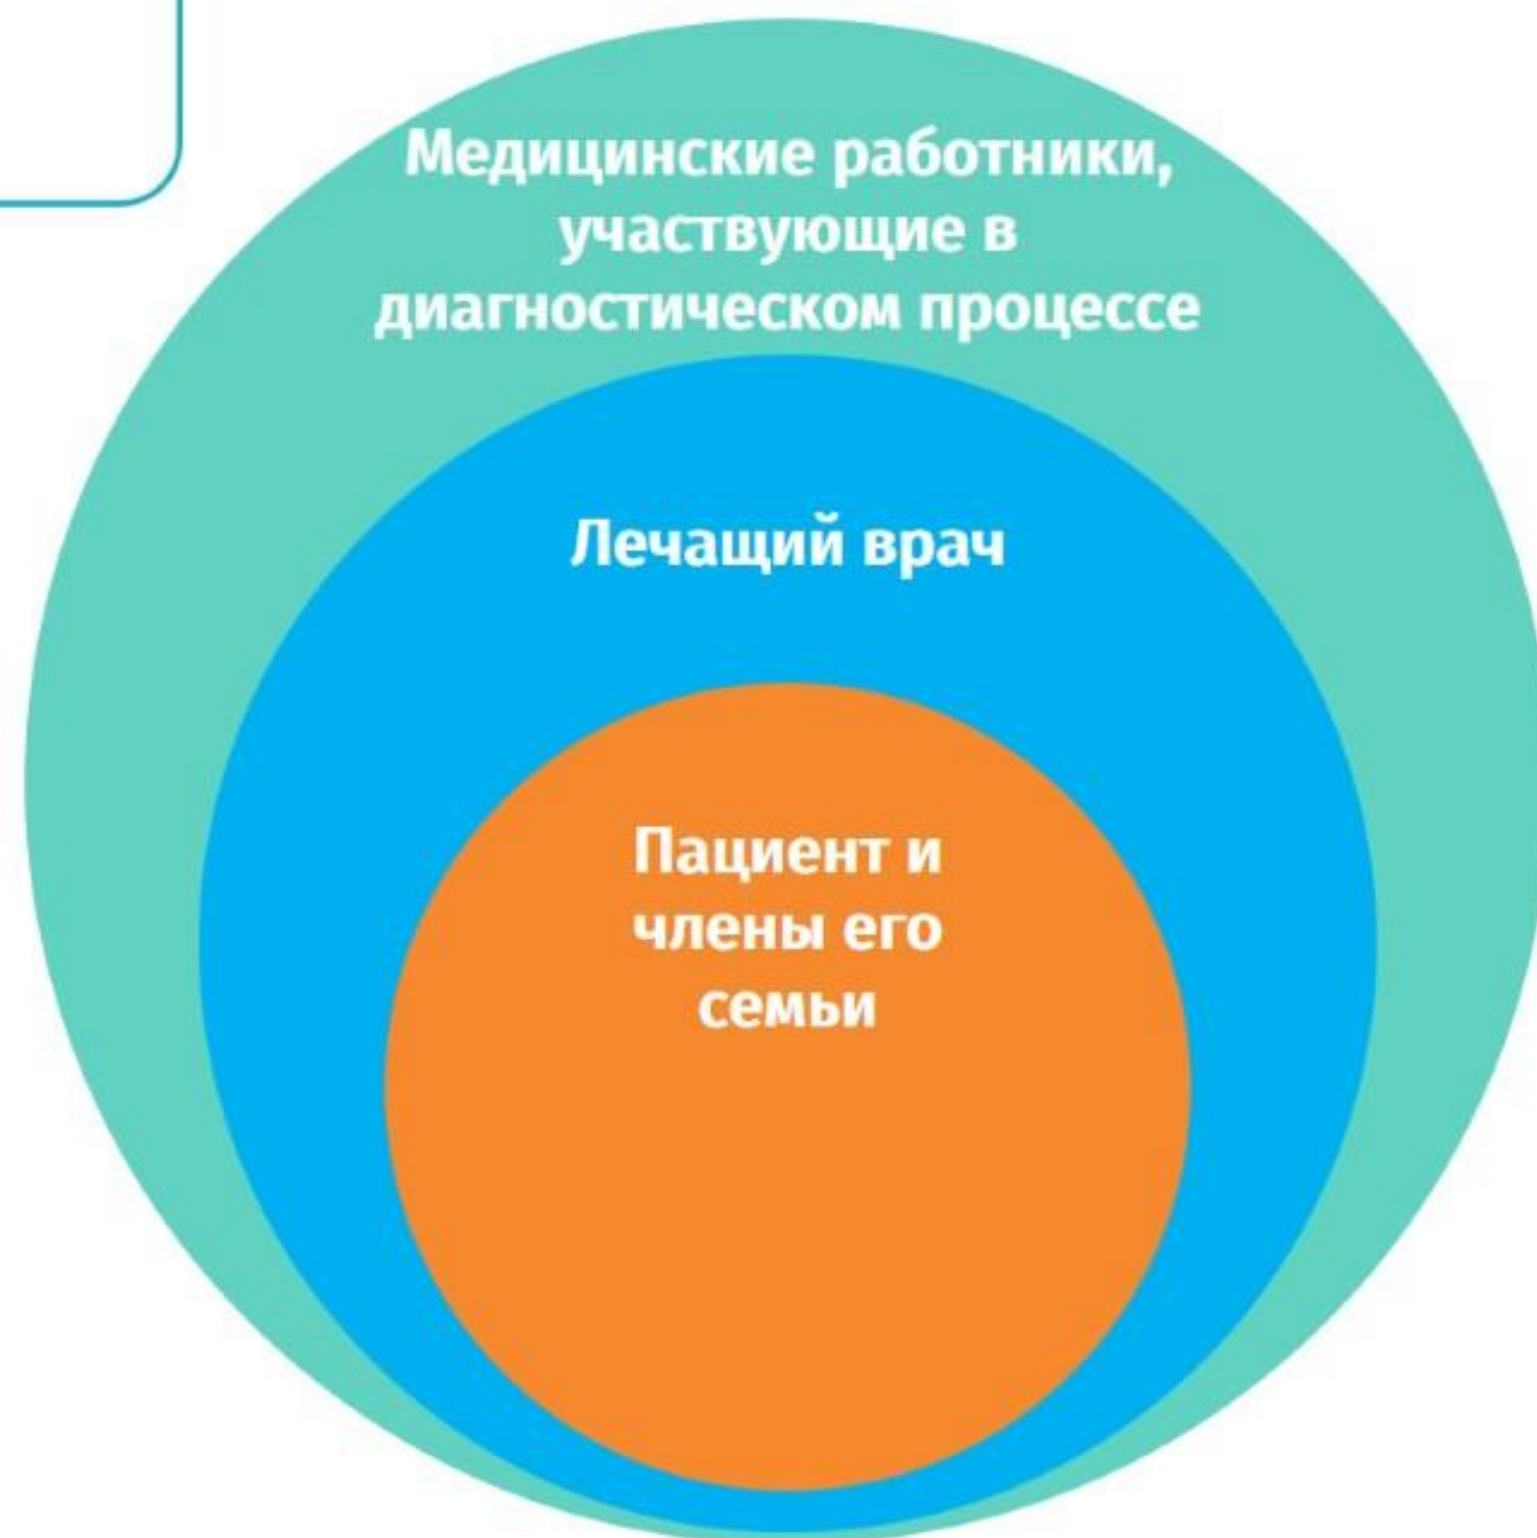 Медицинские работники,
участвующие в
диагностическом процессе
Лечащий врач
Пациент и
члены его
семьи